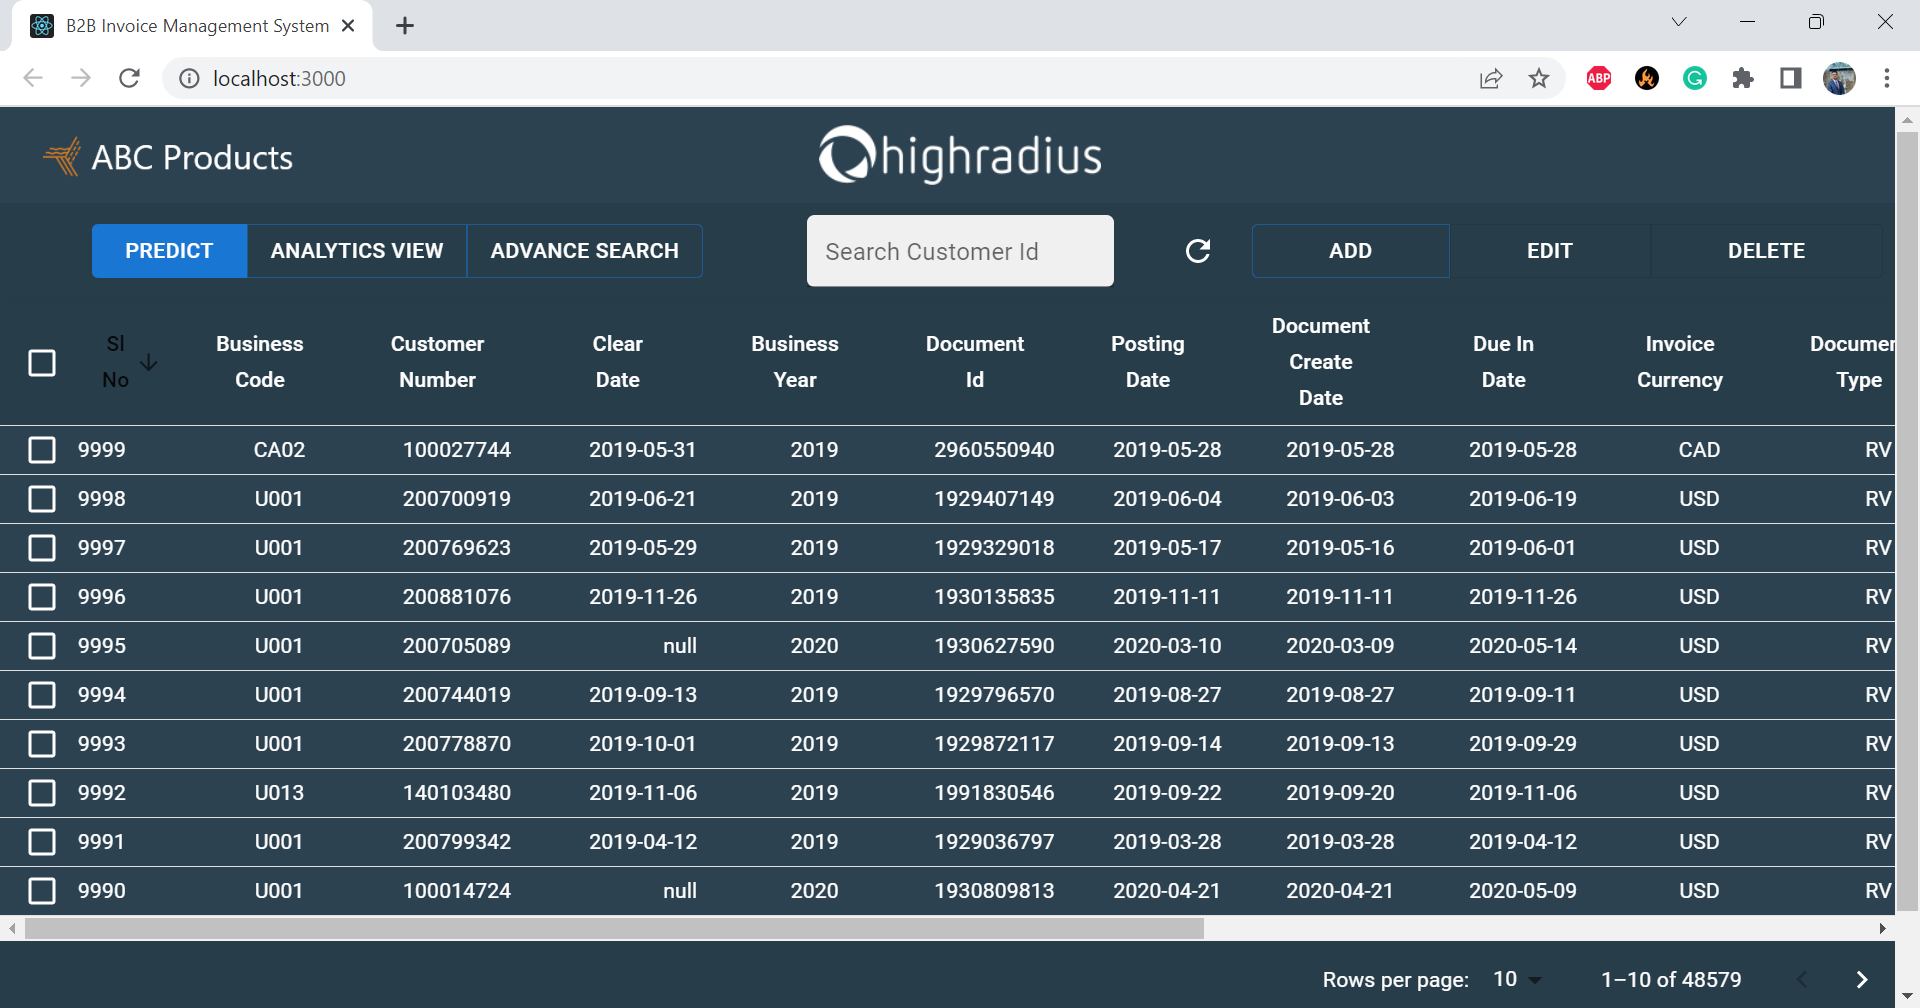 B2B Invoice Management System
localhost:3000
ABP
ABC Products
highradius
PREDICT ANALYTICS VIEW ADVANCE SEARCH Search Customer Id ADD EDIT DELETE
Sl No Business Code Customer Number Clear Date Business Year Document Id Posting Date Document Create Date Due In Date Invoice Currency Documen Type
9999 CA02 100027744 2019-05-31 2019 2960550940 2019-05-28 2019-05-28 2019-05-28 CAD RV
9998 U001 200700919 2019-06-21 2019 1929407149 2019-06-04 2019-06-03 2019-06-19 USD RV
9997 U001 200769623 2019-05-29 2019 1929329018 2019-05-17 2019-05-16 2019-06-01 USD RV
9996 U001 200881076 2019-11-26 2019 1930135835 2019-11-11 2019-11-11 2019-11-26 USD RV
9995 U001 200705089 null 2020 1930627590 2020-03-10 2020-03-09 2020-05-14 USD RV
9994 U001 200744019 2019-09-13 2019 1929796570 2019-08-27 2019-08-27 2019-09-11 USD RV
9993 U001 200778870 2019-10-01 2019 1929872117 2019-09-14 2019-09-13 2019-09-29 USD RV
9992 U013 140103480 2019-11-06 2019 1991830546 2019-09-22 2019-09-20 2019-11-06 USD RV
9991 U001 200799342 2019-04-12 2019 1929036797 2019-03-28 2019-03-28 2019-04-12 USD RV
9990 U001 100014724 null 2020 1930809813 2020-04-21 2020-04-21 2020-05-09 USD RV
Rows per page: 10 1–10 of 48579